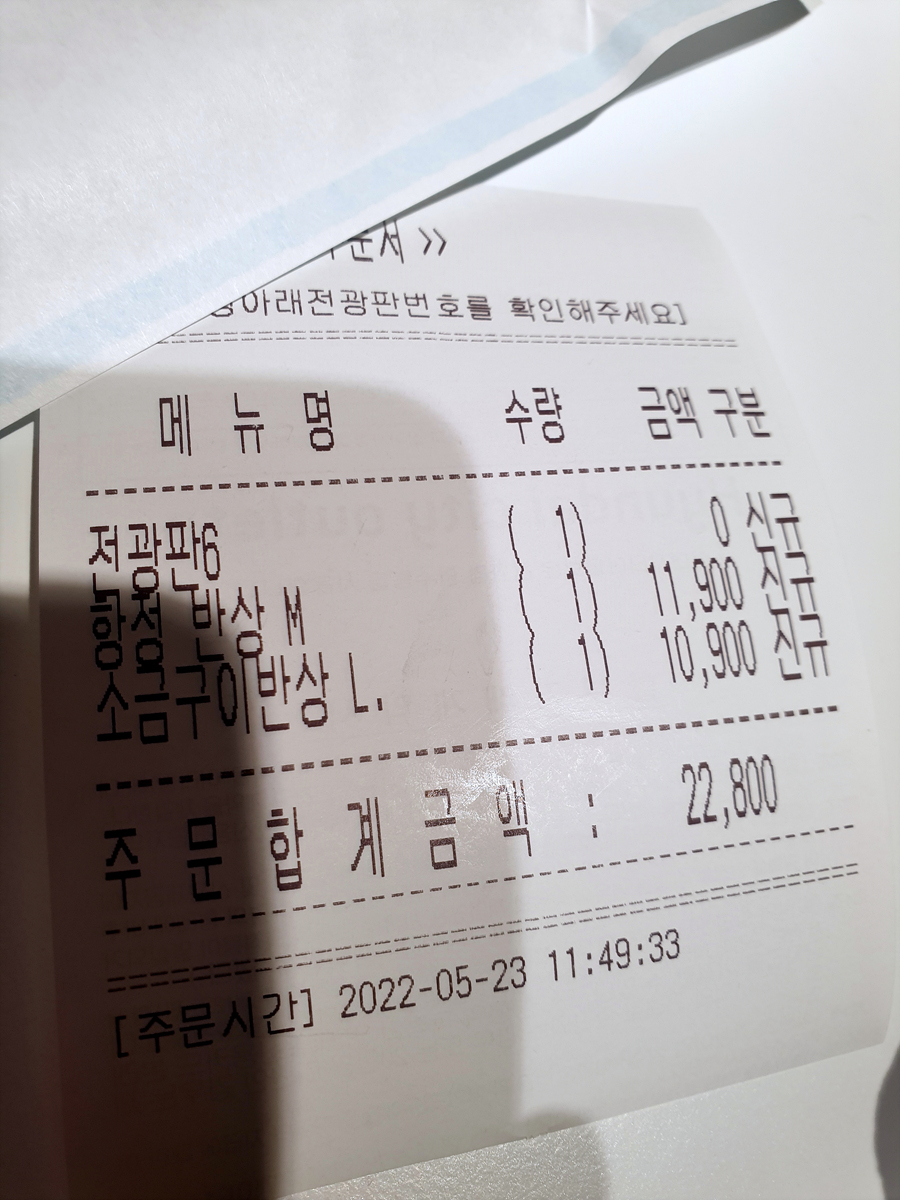 문서 >>
아래전광판번호를 확인해주세요]
메 뉴 명 수량 금액 구분
전광판6 ( 1) 0 신규
항정 반상 M ( 1) 11,900 신규
소금구이반상 L. ( 1) 10,900 신규
주 문 합 계 금 액 : 22,800
[주문시간] 2022-05-23 11:49:33